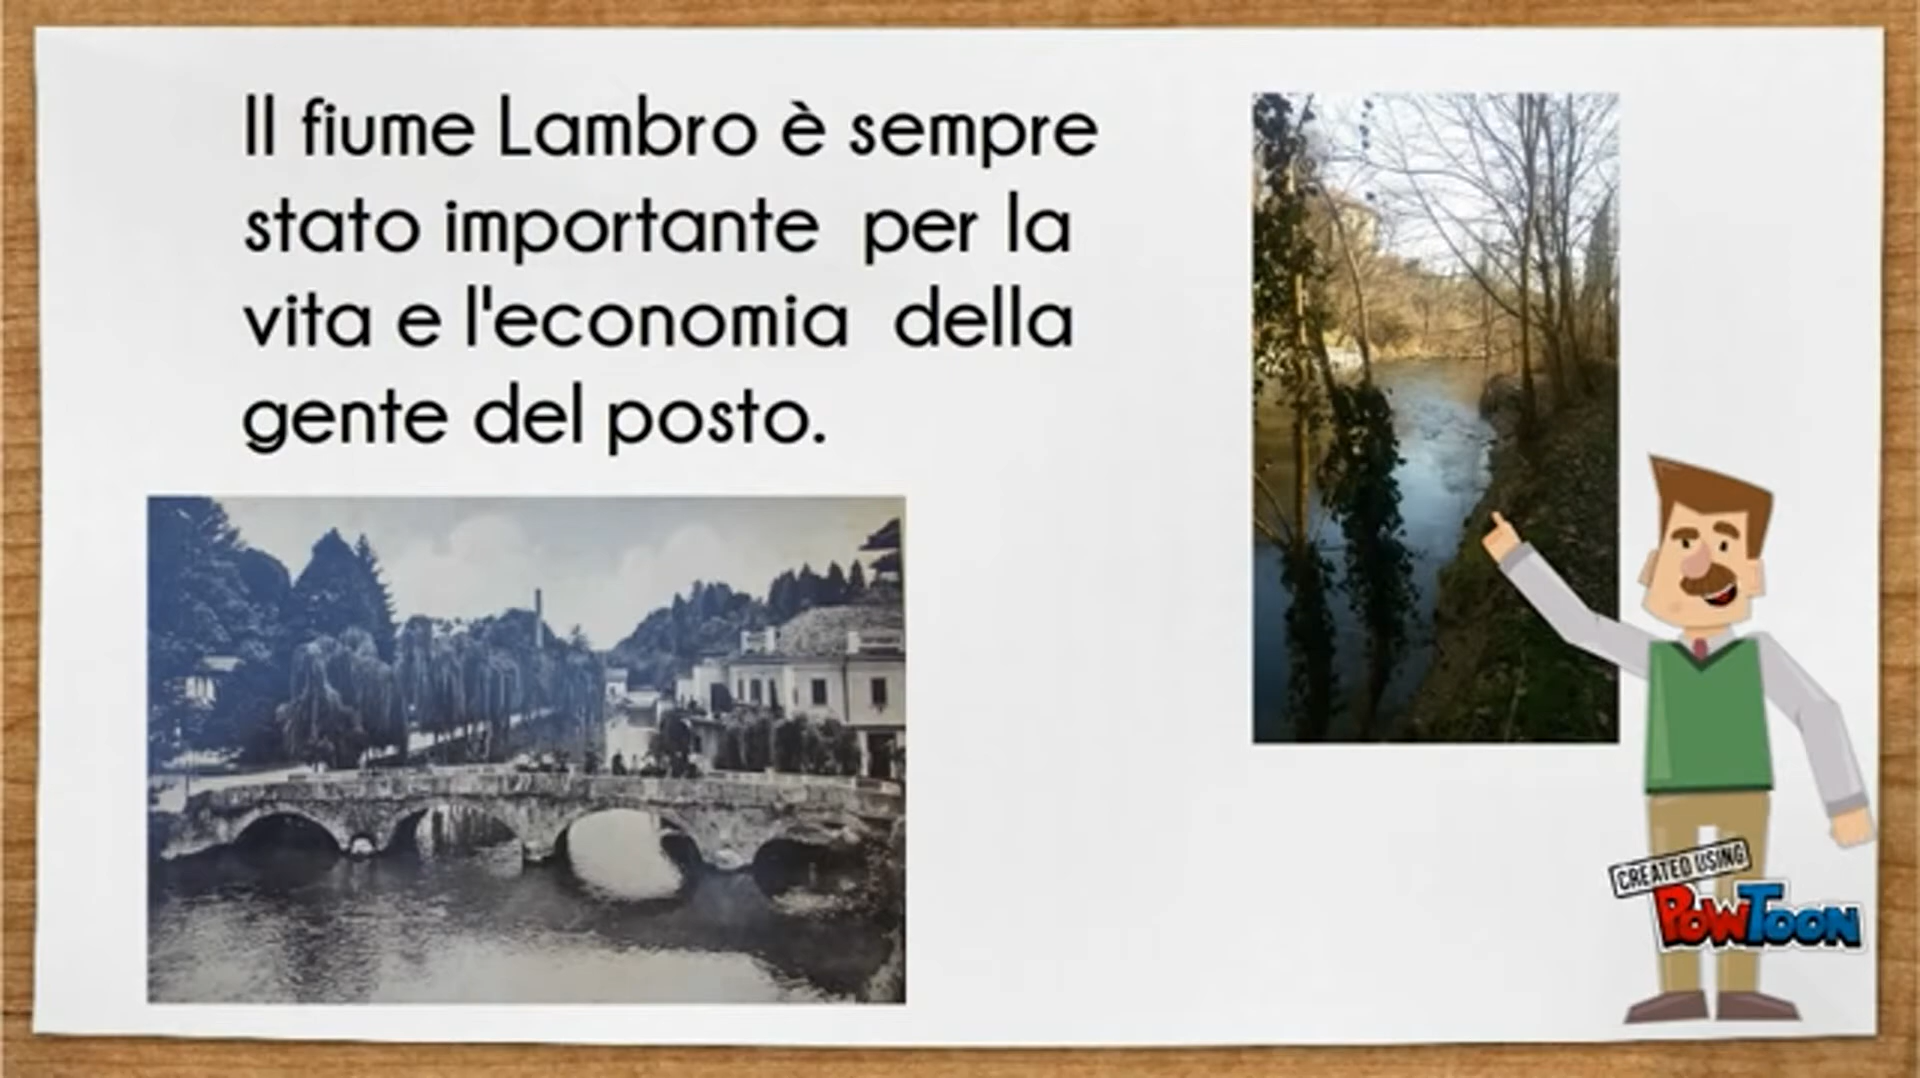 Il fiume Lambro è sempre
stato importante  per la
vita e l'economia  della
gente del posto.
CREATED USING
POWTOON